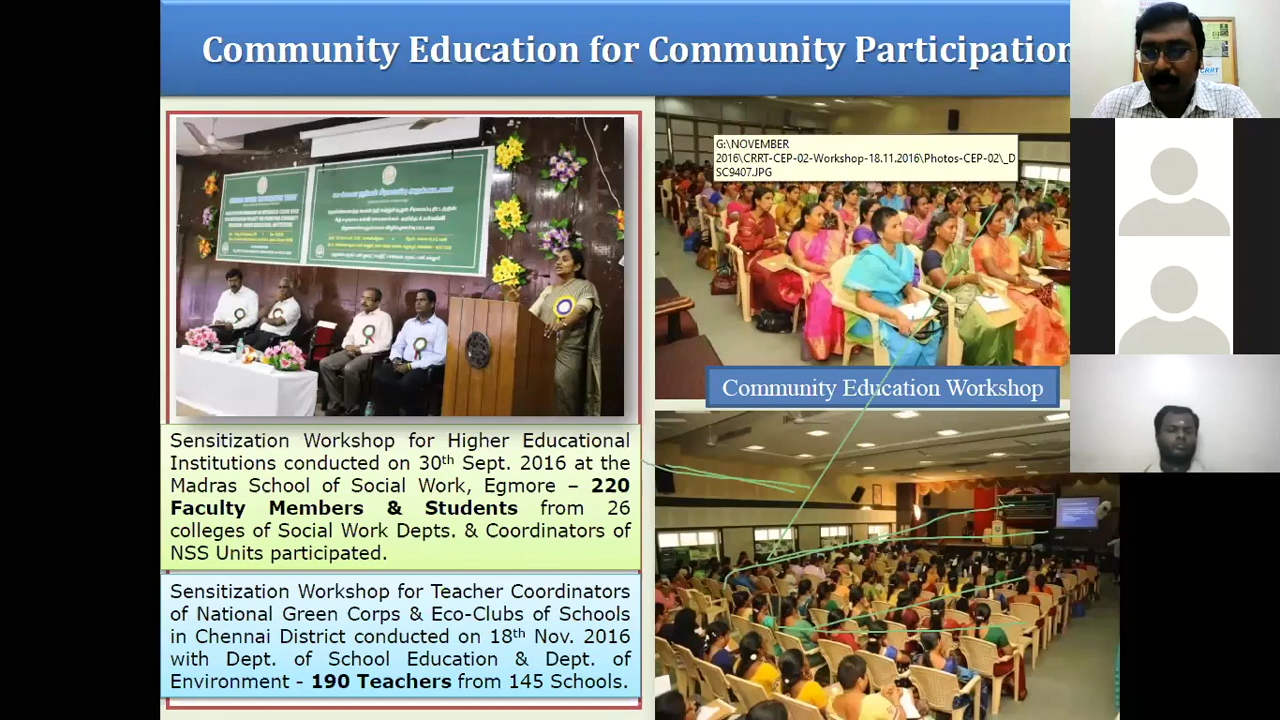 Community Education for Community Participation
G:\NOVEMBER
2016\CRRT-CEP-02-Workshop-18.11.2016\Photos-CEP-02\_D
SC9407.JPG
CRRT
Community Education Workshop
Sensitization Workshop for Higher Educational
Institutions conducted on 30th Sept. 2016 at the
Madras School of Social Work, Egmore – 220
Faculty Members & Students from 26
colleges of Social Work Depts. & Coordinators of
NSS Units participated.
Sensitization Workshop for Teacher Coordinators
of National Green Corps & Eco-Clubs of Schools
in Chennai District conducted on 18th Nov. 2016
with Dept. of School Education & Dept. of
Environment - 190 Teachers from 145 Schools.